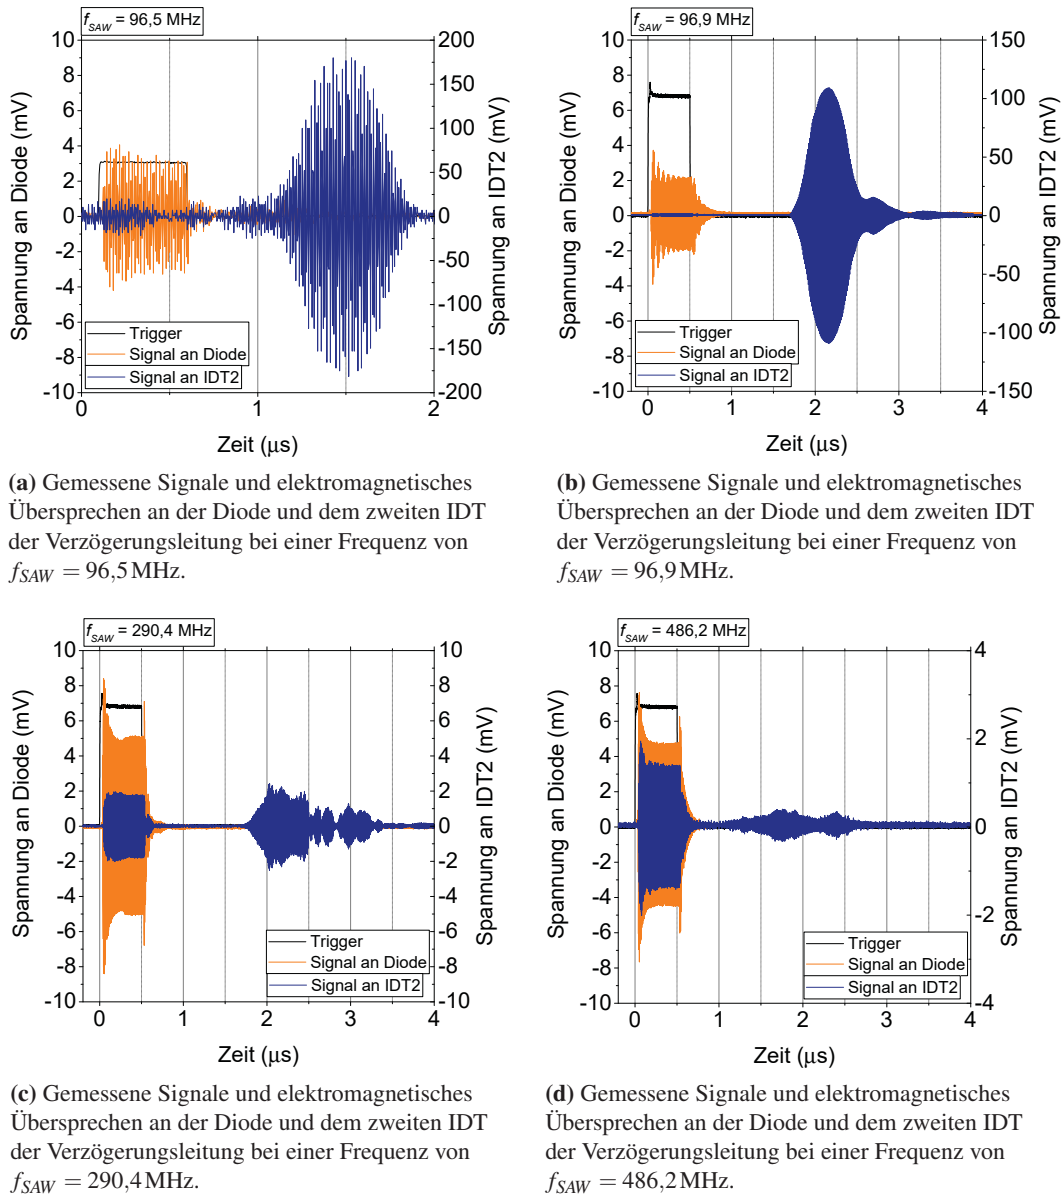 f_SAW = 96,5 MHz
10
8
6
4
2
0
-2
-4
-6
-8
-10
Spannung an Diode (mV)
200
150
100
50
0
-50
-100
-150
-200
Spannung an IDT2 (mV)
Trigger
Signal an Diode
Signal an IDT2
0 1 2
Zeit (µs)
(a) Gemessene Signale und elektromagnetisches
Übersprechen an der Diode und dem zweiten IDT
der Verzögerungsleitung bei einer Frequenz von
f_SAW = 96,5 MHz.
f_SAW = 96,9 MHz
10
8
6
4
2
0
-2
-4
-6
-8
-10
Spannung an Diode (mV)
150
100
50
0
-50
-100
-150
Spannung an IDT2 (mV)
Trigger
Signal an Diode
Signal an IDT2
0 1 2 3 4
Zeit (µs)
(b) Gemessene Signale und elektromagnetisches
Übersprechen an der Diode und dem zweiten IDT
der Verzögerungsleitung bei einer Frequenz von
f_SAW = 96,9 MHz.
f_SAW = 290,4 MHz
10
8
6
4
2
0
-2
-4
-6
-8
-10
Spannung an Diode (mV)
10
8
6
4
2
0
-2
-4
-6
-8
-10
Spannung an IDT2 (mV)
Trigger
Signal an Diode
Signal an IDT2
0 1 2 3 4
Zeit (µs)
(c) Gemessene Signale und elektromagnetisches
Übersprechen an der Diode und dem zweiten IDT
der Verzögerungsleitung bei einer Frequenz von
f_SAW = 290,4 MHz.
f_SAW = 486,2 MHz
10
8
6
4
2
0
-2
-4
-6
-8
-10
Spannung an Diode (mV)
4
2
0
-2
-4
Spannung an IDT2 (mV)
Trigger
Signal an Diode
Signal an IDT2
0 1 2 3 4
Zeit (µs)
(d) Gemessene Signale und elektromagnetisches
Übersprechen an der Diode und dem zweiten IDT
der Verzögerungsleitung bei einer Frequenz von
f_SAW = 486,2 MHz.